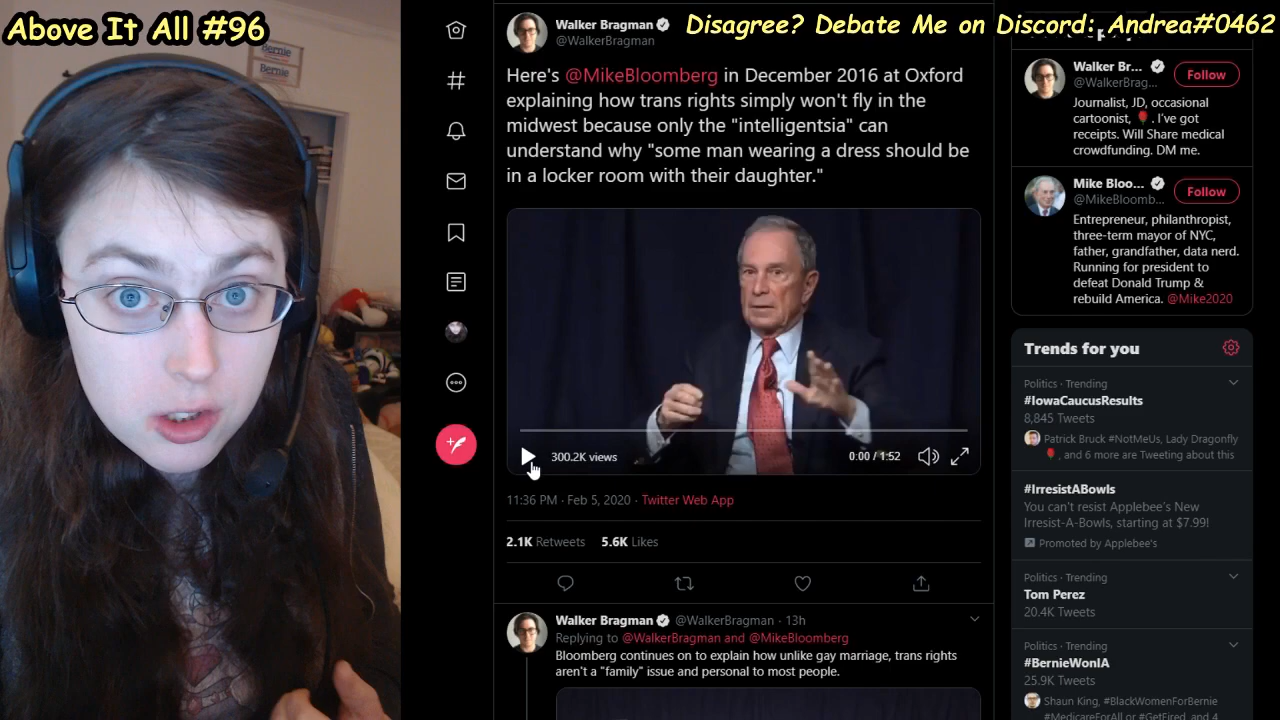 Above It All #96
Disagree? Debate Me on Discord: Andrea#0462
Bernie
Bernie
Walker Bragman
@WalkerBragman
Here's @MikeBloomberg in December 2016 at Oxford
explaining how trans rights simply won't fly in the
midwest because only the "intelligentsia" can
understand why "some man wearing a dress should be
in a locker room with their daughter."
300.2K views
0:00 / 1:52
11:36 PM · Feb 5, 2020 · Twitter Web App
2.1K Retweets 5.6K Likes
Walker Bragman @WalkerBragman · 13h
Replying to @WalkerBragman and @MikeBloomberg
Bloomberg continues on to explain how unlike gay marriage, trans rights
aren't a "family" issue and personal to most people.
Walker Br...
@WalkerBrag...
Follow
Journalist, JD, occasional
cartoonist, 🌹. I've got
receipts. Will Share medical
crowdfunding. DM me.
Mike Bloo...
@MikeBloomb...
Follow
Entrepreneur, philanthropist,
three-term mayor of NYC,
father, grandfather, data nerd.
Running for president to
defeat Donald Trump &
rebuild America. @Mike2020
Trends for you
Politics · Trending
#IowaCaucusResults
8,845 Tweets
Patrick Bruck #NotMeUs, Lady Dragonfly
🌹, and 6 more are Tweeting about this
#IrresistABowls
You can't resist Applebee's New
Irresist-A-Bowls, starting at $7.99!
Promoted by Applebee's
Politics · Trending
Tom Perez
20.4K Tweets
Politics · Trending
#BernieWonIA
25.9K Tweets
Shaun King, #BlackWomenForBernie
#MedicareForAll or #GetFired, and 4